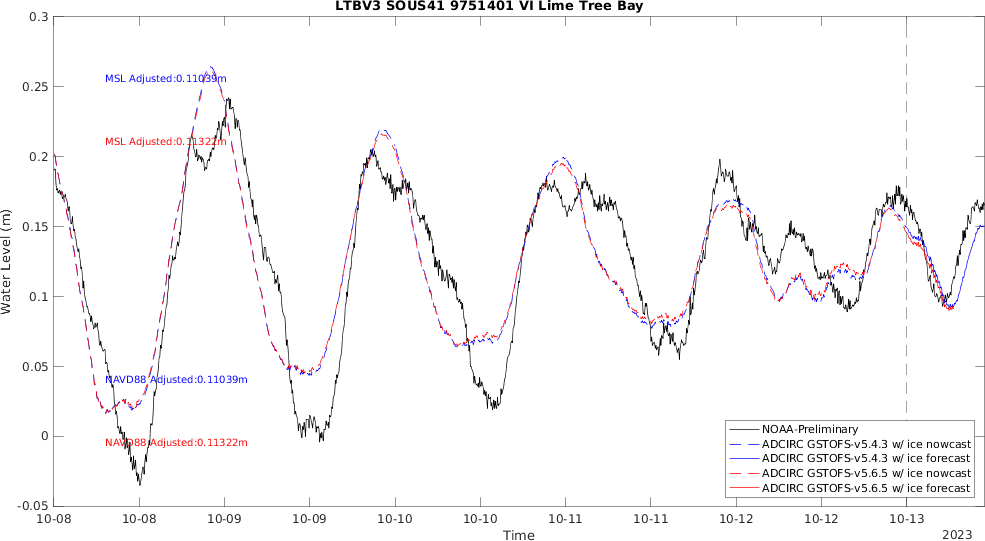 LTBV3 SOUS41 9751401 VI Lime Tree Bay
0.3
0.25
0.2
0.15
0.1
0.05
0
-0.05
Water Level (m)
MSL Adjusted:0.11039m
MSL Adjusted:0.11322m
NAVD88 Adjusted:0.11039m
NAVD88 Adjusted:0.11322m
NOAA-Preliminary
ADCIRC GSTOFS-v5.4.3 w/ ice nowcast
ADCIRC GSTOFS-v5.4.3 w/ ice forecast
ADCIRC GSTOFS-v5.6.5 w/ ice nowcast
ADCIRC GSTOFS-v5.6.5 w/ ice forecast
10-08 10-08 10-09 10-09 10-10 10-10 10-11 10-11 10-12 10-12 10-13
Time
2023